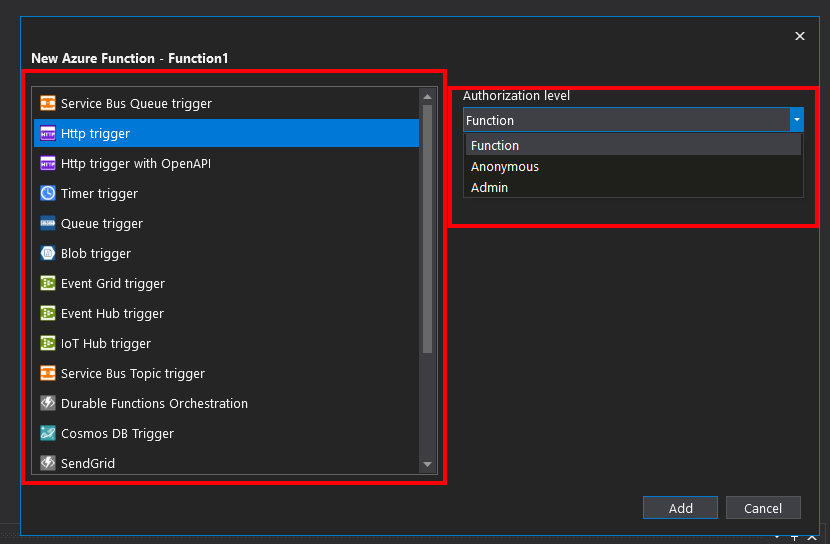 New Azure Function - Function1
Service Bus Queue trigger
HTTP Http trigger
HTTP Http trigger with OpenAPI
Timer trigger
Queue trigger
Blob trigger
Event Grid trigger
Event Hub trigger
IoT Hub trigger
Service Bus Topic trigger
Durable Functions Orchestration
Cosmos DB Trigger
SendGrid
Authorization level
Function
Function
Anonymous
Admin
Add
Cancel